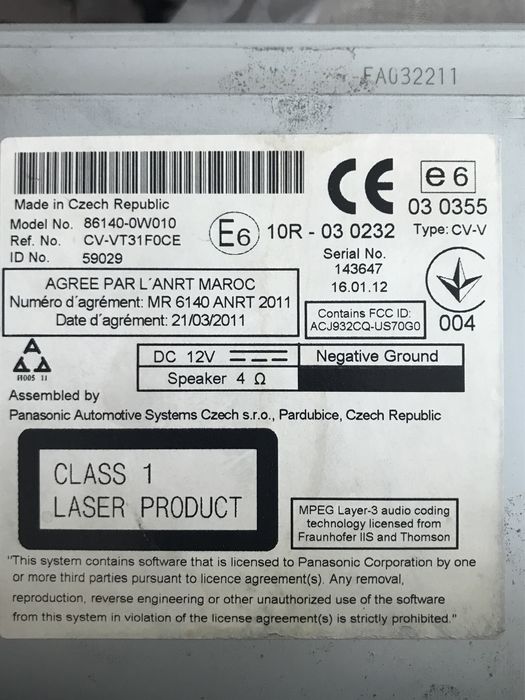 EA032211
CE
e6
03 0355
Made in Czech Republic
Model No. 86140-0W010
Ref. No. CV-VT31F0CE
ID No. 59029
E6 10R - 03 0232
Type: CV-V
Serial No.
143647
16.01.12
AGREE PAR L'ANRT MAROC
Numéro d'agrément: MR 6140 ANRT 2011
Date d'agrément: 21/03/2011
Contains FCC ID:
ACJ932CQ-US70G0
004
A
H005 11
DC 12V
Negative Ground
Speaker 4 Ω
Assembled by
Panasonic Automotive Systems Czech s.r.o., Pardubice, Czech Republic
CLASS 1
LASER PRODUCT
MPEG Layer-3 audio coding
technology licensed from
Fraunhofer IIS and Thomson
"This system contains software that is licensed to Panasonic Corporation by one
or more third parties pursuant to licence agreement(s). Any removal,
reproduction, reverse engineering or other unauthorized use of the software
from this system in violation of the license agreement(s) is strictly prohibited."